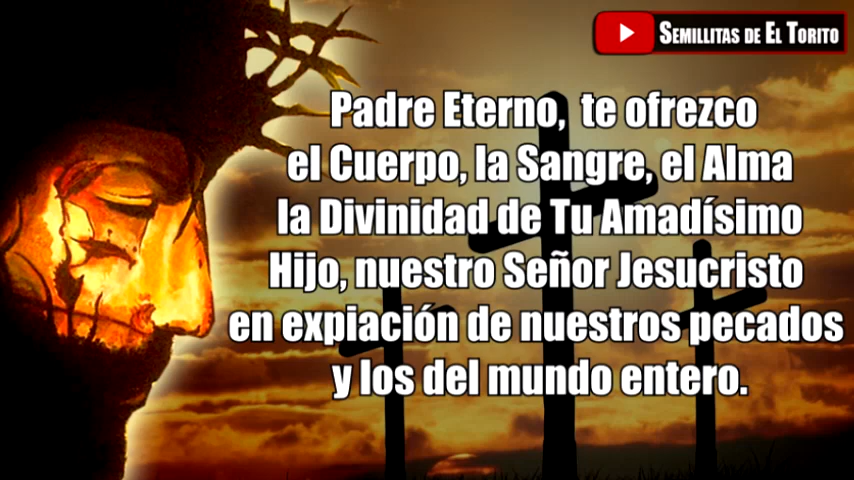 SEMILLITAS DE EL TORITO
Padre Eterno, te ofrezco
el Cuerpo, la Sangre, el Alma
la Divinidad de Tu Amadísimo
Hijo, nuestro Señor Jesucristo
en expiación de nuestros pecados
y los del mundo entero.